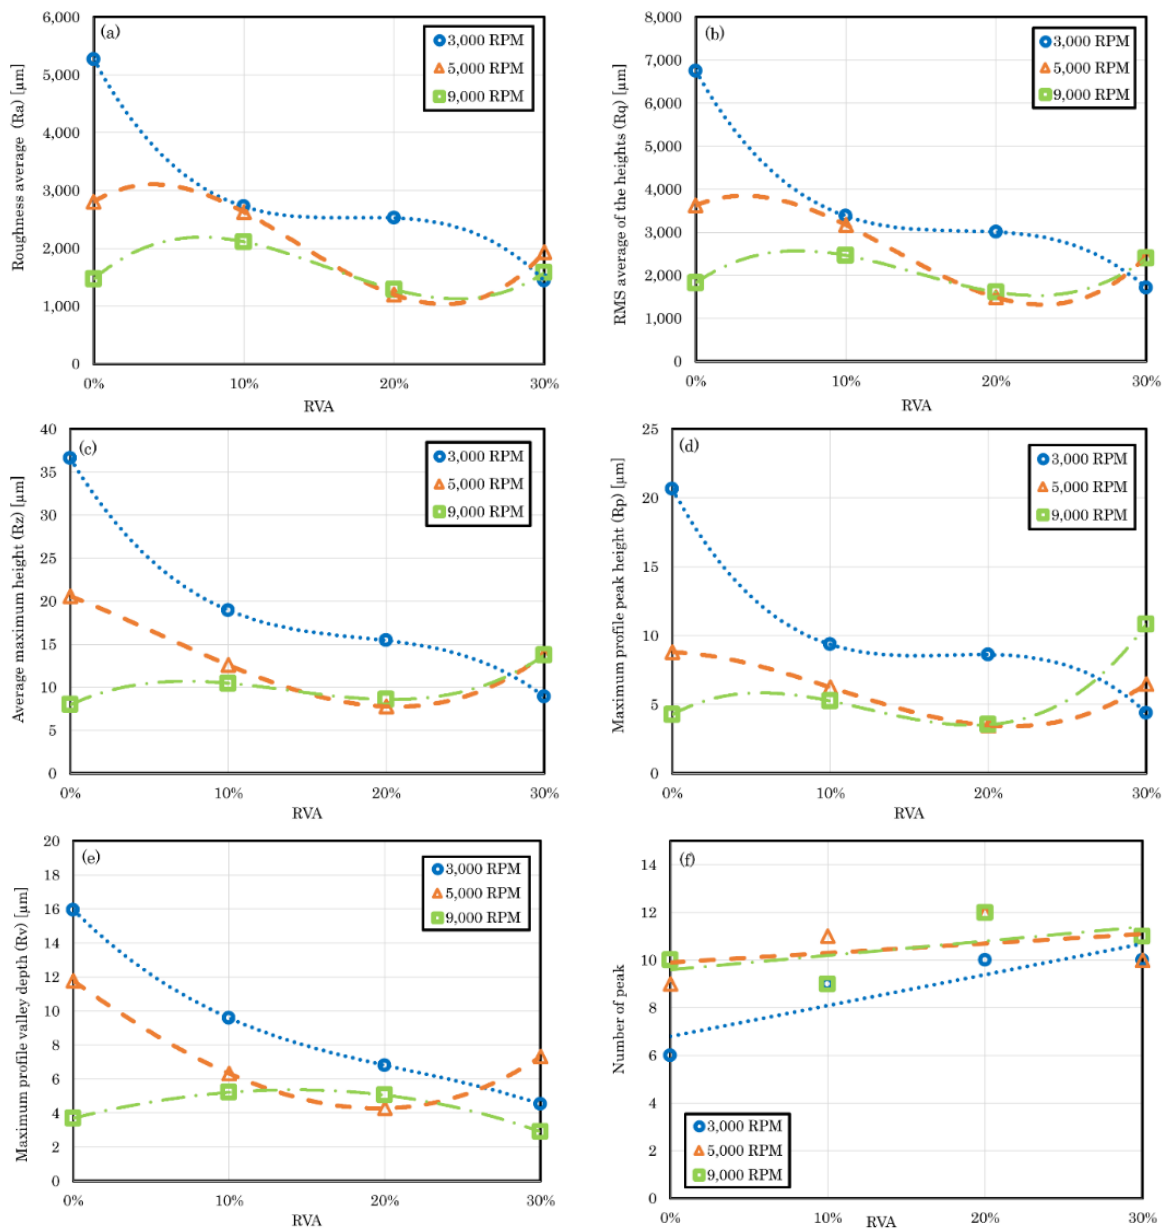 (a)
Roughness average (Ra) [µm]
6,000
5,000
4,000
3,000
2,000
1,000
0
0%
10%
20%
30%
RVA
3,000 RPM
5,000 RPM
9,000 RPM
(b)
RMS average of the heights (Rq) [µm]
8,000
7,000
6,000
5,000
4,000
3,000
2,000
1,000
0
0%
10%
20%
30%
RVA
3,000 RPM
5,000 RPM
9,000 RPM
(c)
Average maximum height (Rz) [µm]
40
35
30
25
20
15
10
5
0
0%
10%
20%
30%
RVA
3,000 RPM
5,000 RPM
9,000 RPM
(d)
Maximum profile peak height (Rp) [µm]
25
20
15
10
5
0
0%
10%
20%
30%
RVA
3,000 RPM
5,000 RPM
9,000 RPM
(e)
Maximum profile valley depth (Rv) [µm]
20
18
16
14
12
10
8
6
4
2
0
0%
10%
20%
30%
RVA
3,000 RPM
5,000 RPM
9,000 RPM
(f)
Number of peak
14
12
10
8
6
4
2
0
0%
10%
20%
30%
RVA
3,000 RPM
5,000 RPM
9,000 RPM